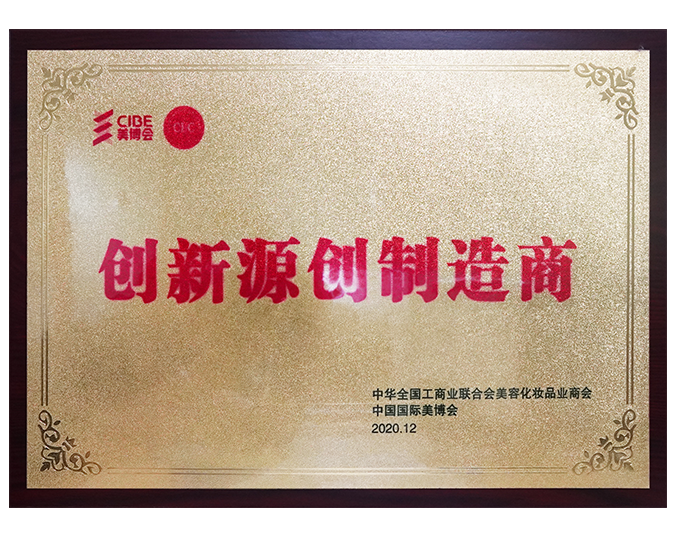 CIBE
美博会
创新源创制造商
中华全国工商业联合会美容化妆品业商会
中国国际美博会
2020.12